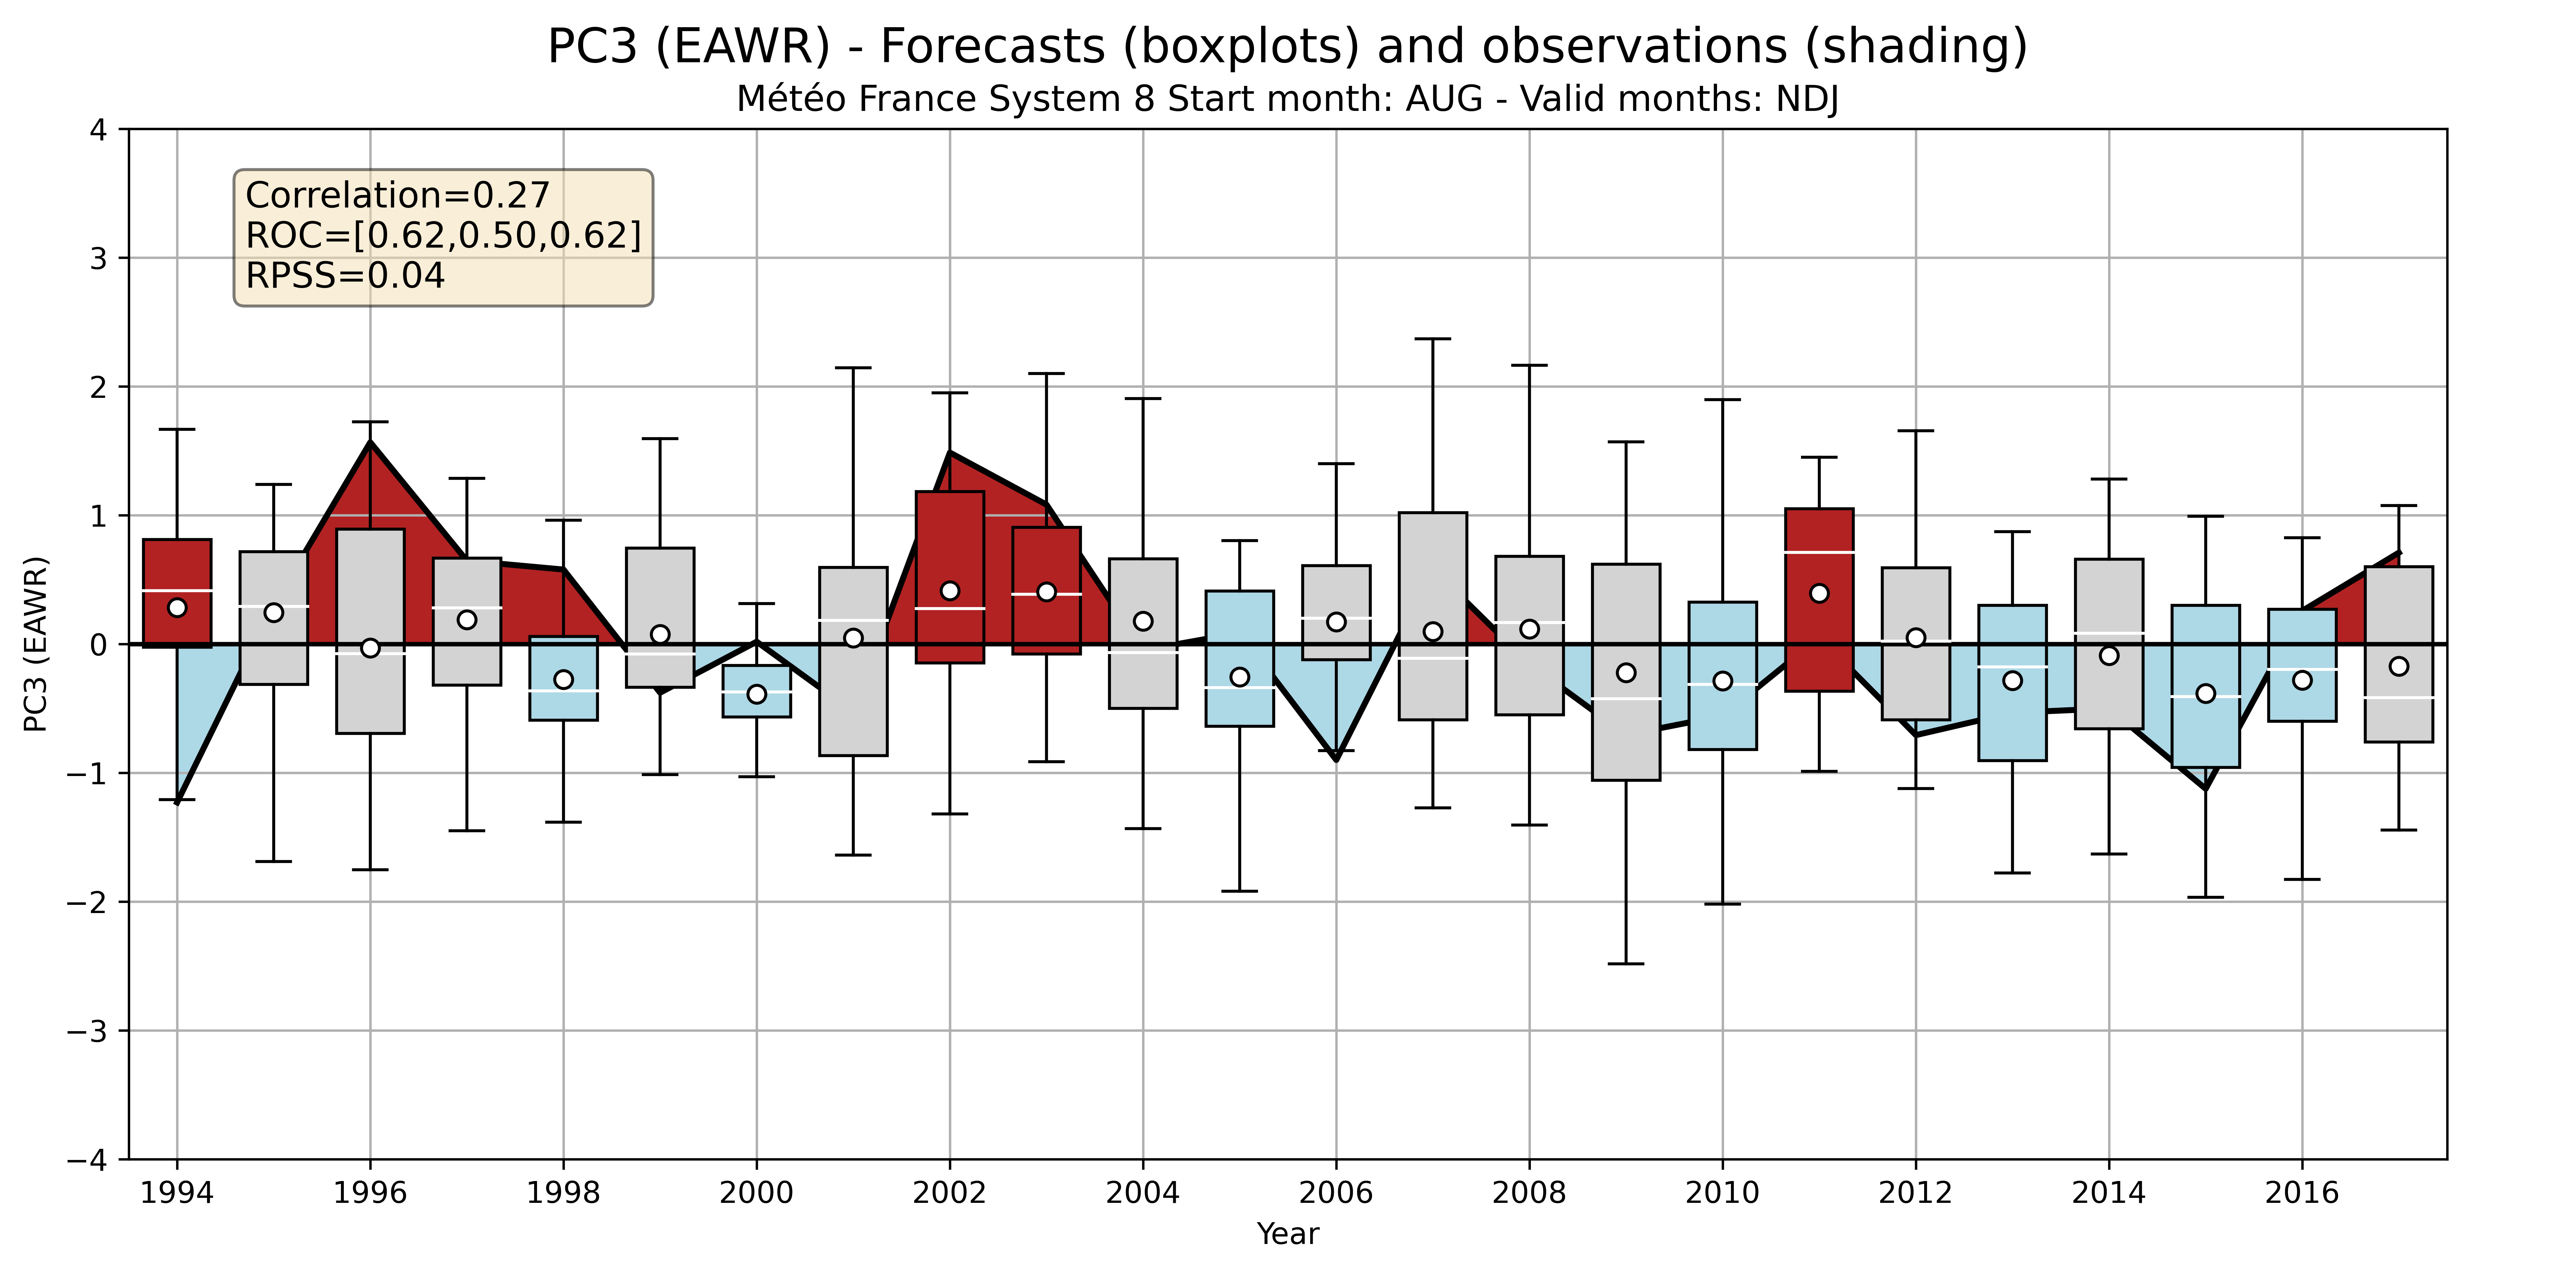 PC3 (EAWR) - Forecasts (boxplots) and observations (shading)
Météo France System 8 Start month: AUG - Valid months: NDJ
Correlation=0.27
ROC=[0.62,0.50,0.62]
RPSS=0.04
PC3 (EAWR)
4
3
2
1
0
−1
−2
−3
−4
1994 1996 1998 2000 2002 2004 2006 2008 2010 2012 2014 2016
Year